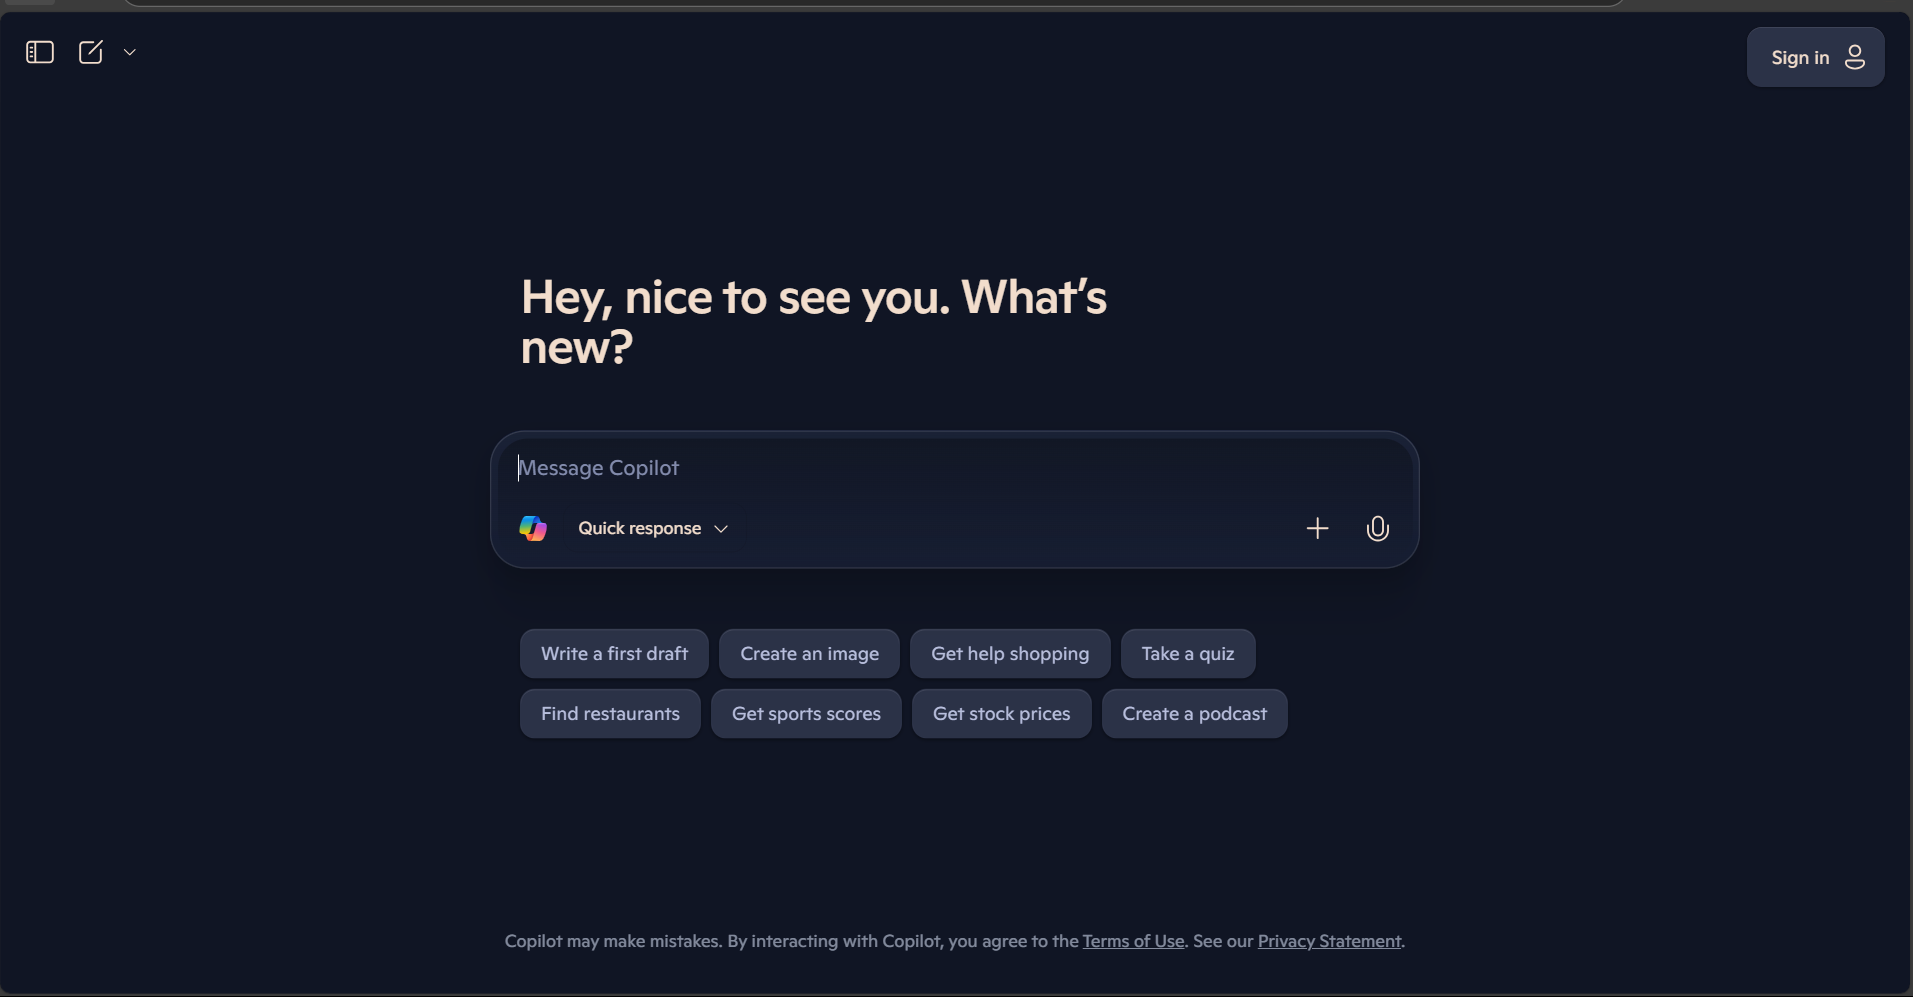 Sign in
Hey, nice to see you. What’s
new?
Message Copilot
Quick response
Write a first draft
Create an image
Get help shopping
Take a quiz
Find restaurants
Get sports scores
Get stock prices
Create a podcast
Copilot may make mistakes. By interacting with Copilot, you agree to the Terms of Use. See our Privacy Statement.